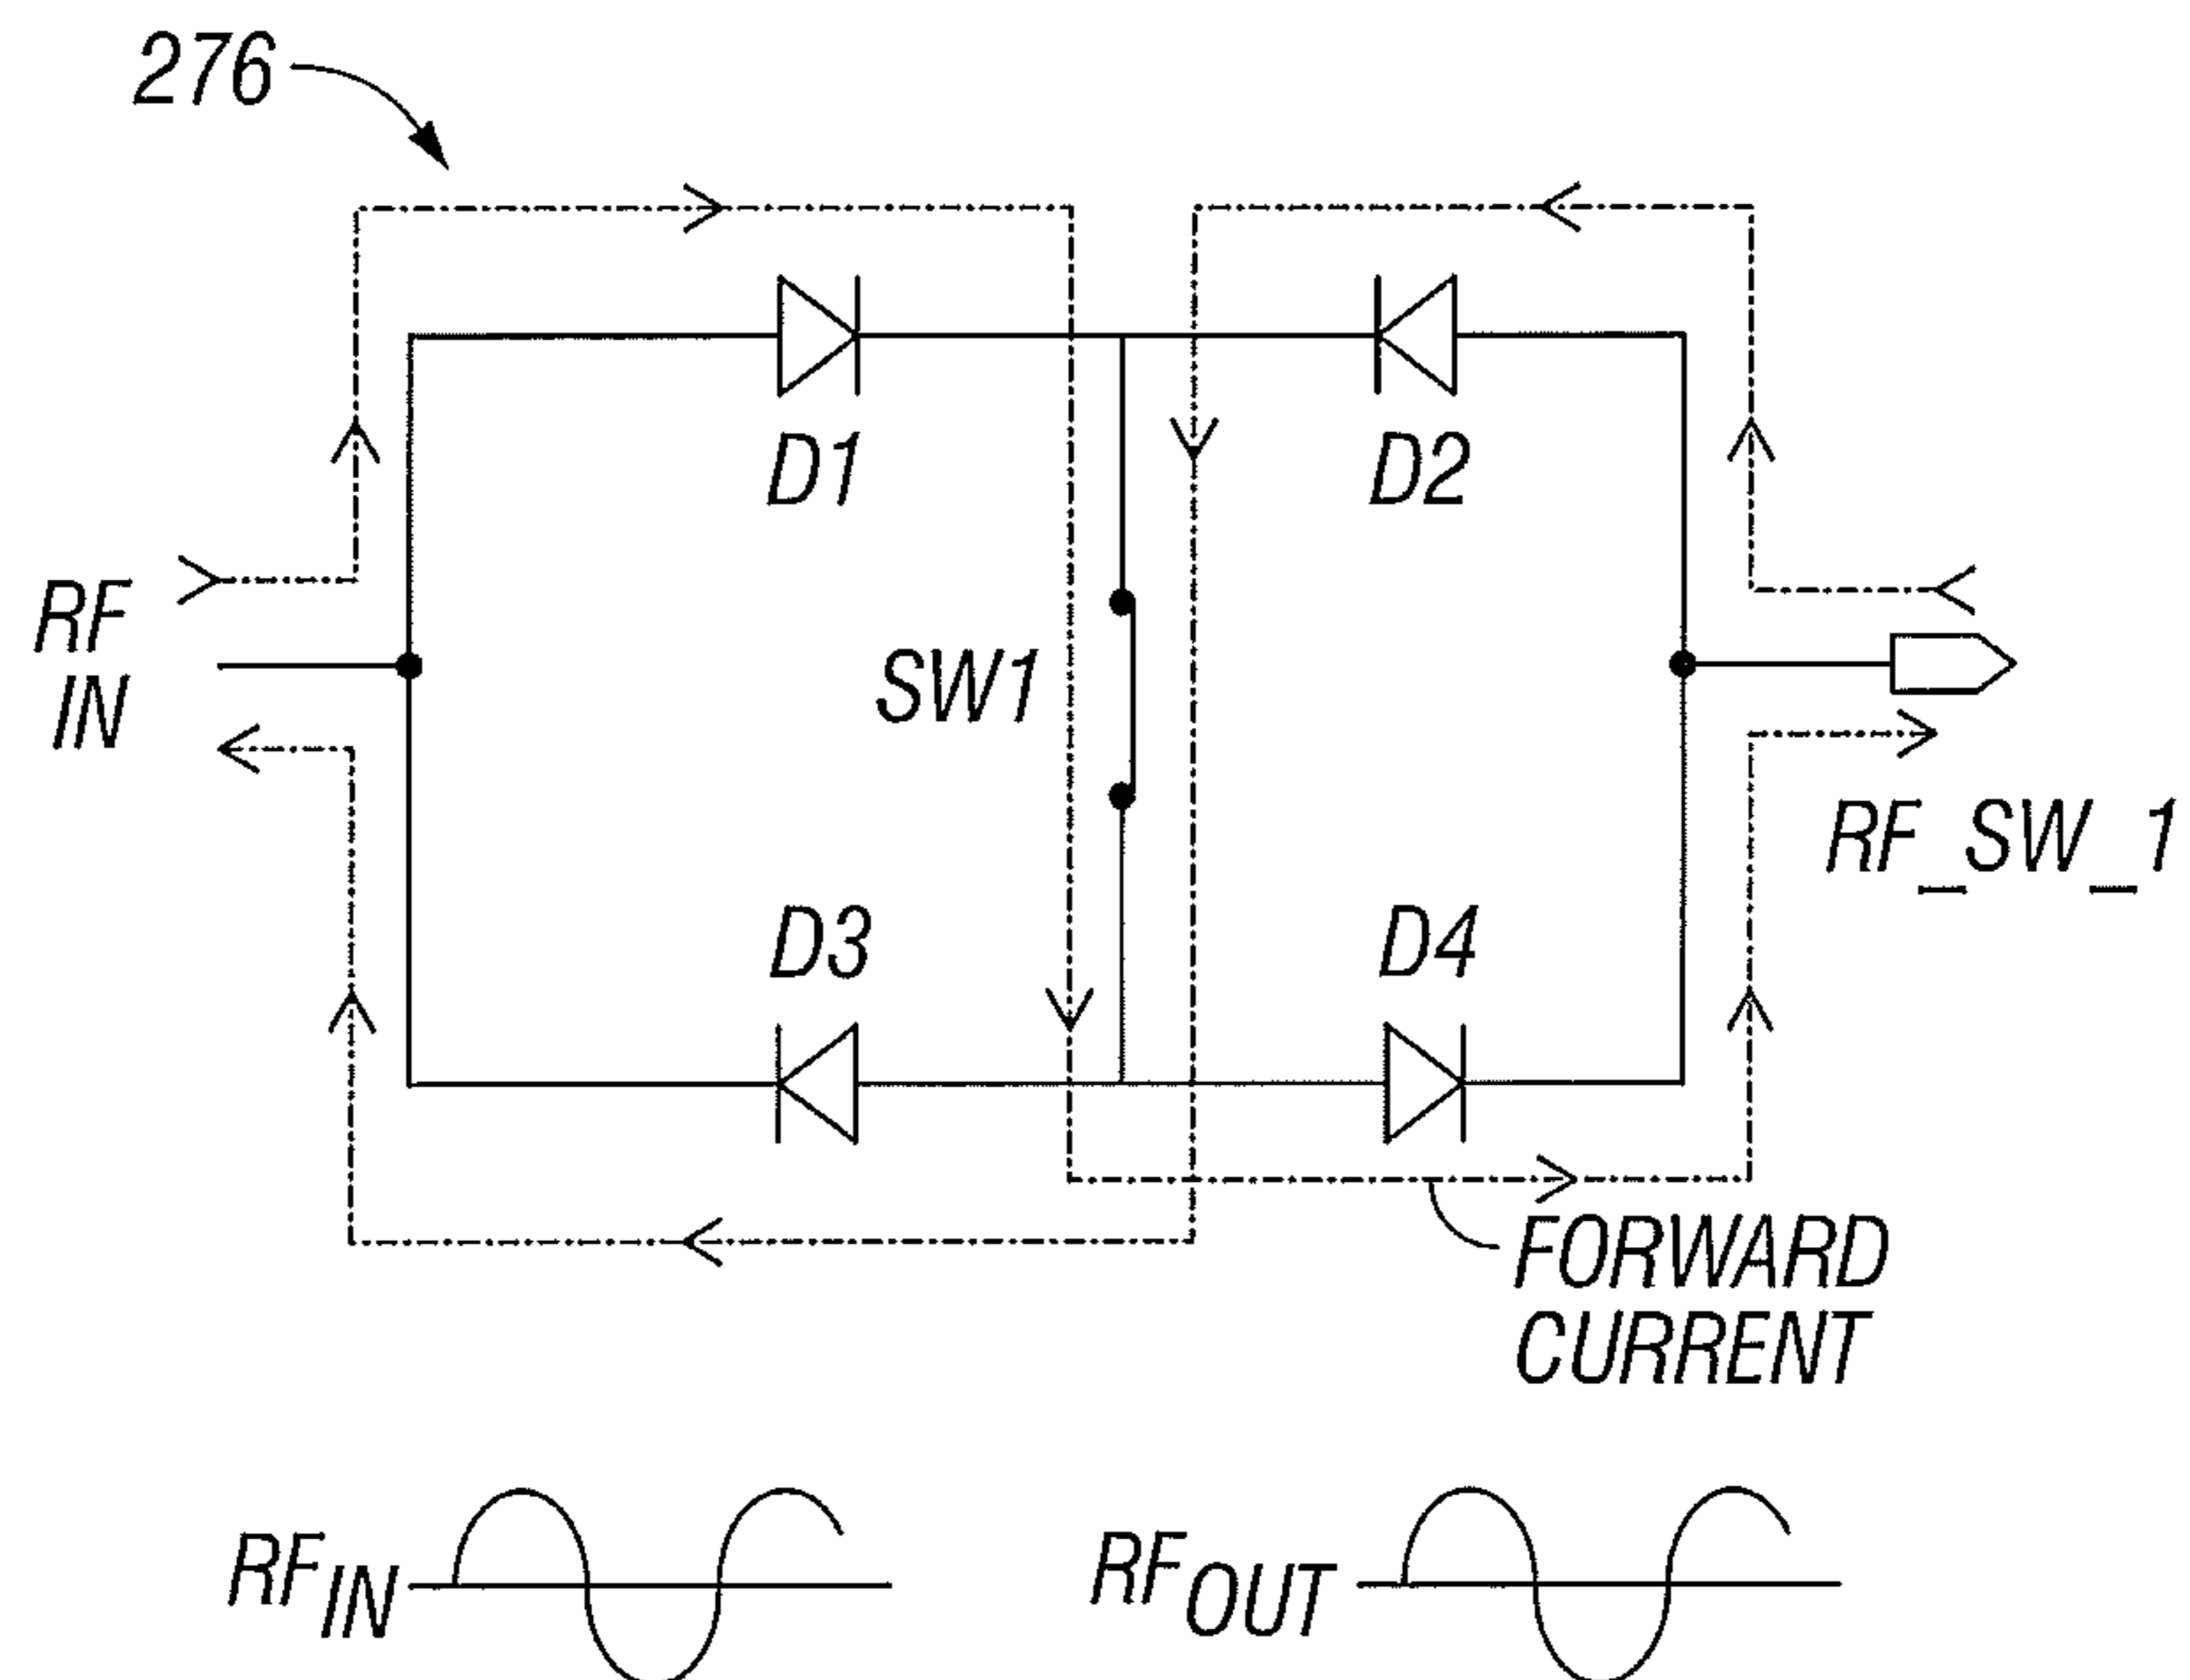 276
D1
D2
RF
IN
SW1
RF_SW_1
D3
D4
FORWARD
CURRENT
RFIN
RFOUT